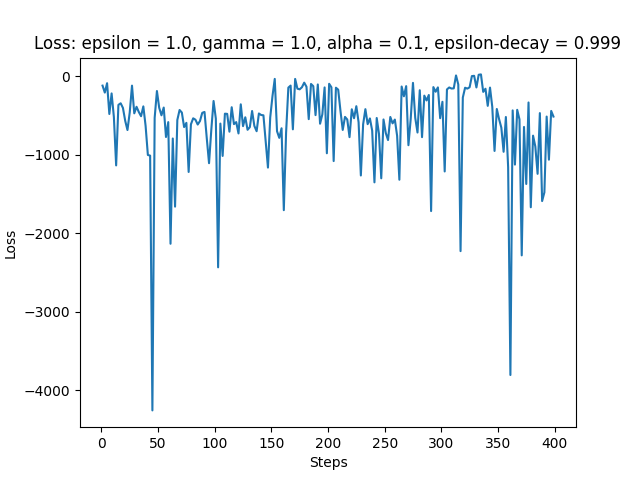 Loss: epsilon = 1.0, gamma = 1.0, alpha = 0.1, epsilon-decay = 0.999
0
−1000
−2000
−3000
−4000
Loss
0 50 100 150 200 250 300 350 400
Steps